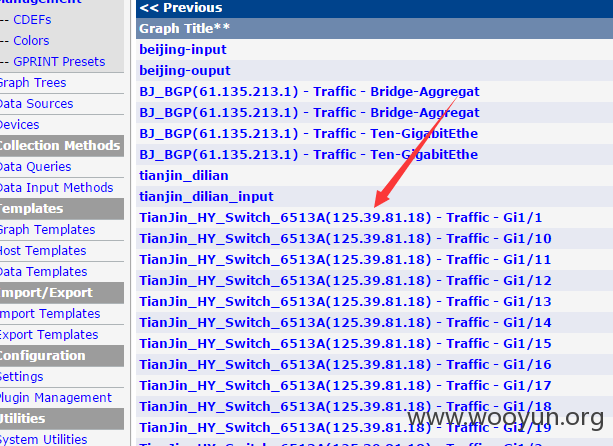 Management
--- CDEFs
--- Colors
--- GPRINT Presets
Graph Trees
Data Sources
Devices
Collection Methods
Data Queries
Data Input Methods
Templates
Graph Templates
Host Templates
Data Templates
Import/Export
Import Templates
Export Templates
Configuration
Settings
Plugin Management
Utilities
System Utilities
<< Previous
Graph Title**
beijing-input
beijing-ouput
BJ_BGP(61.135.213.1) - Traffic - Bridge-Aggregat
BJ_BGP(61.135.213.1) - Traffic - Bridge-Aggregat
BJ_BGP(61.135.213.1) - Traffic - Ten-GigabitEthe
BJ_BGP(61.135.213.1) - Traffic - Ten-GigabitEthe
tianjin_dilian
tianjin_dilian_input
TianJin_HY_Switch_6513A(125.39.81.18) - Traffic - Gi1/1
TianJin_HY_Switch_6513A(125.39.81.18) - Traffic - Gi1/10
TianJin_HY_Switch_6513A(125.39.81.18) - Traffic - Gi1/11
TianJin_HY_Switch_6513A(125.39.81.18) - Traffic - Gi1/12
TianJin_HY_Switch_6513A(125.39.81.18) - Traffic - Gi1/13
TianJin_HY_Switch_6513A(125.39.81.18) - Traffic - Gi1/14
TianJin_HY_Switch_6513A(125.39.81.18) - Traffic - Gi1/15
TianJin_HY_Switch_6513A(125.39.81.18) - Traffic - Gi1/16
TianJin_HY_Switch_6513A(125.39.81.18) - Traffic - Gi1/17
TianJin_HY_Switch_6513A(125.39.81.18) - Traffic - Gi1/18
TianJin_HY_Switch_6513A(125.39.81.18) - Traffic - Gi1/19
TianJin_HY_Switch_6513A(125.39.81.18) - Traffic - Gi1/2
www.wooyun.org